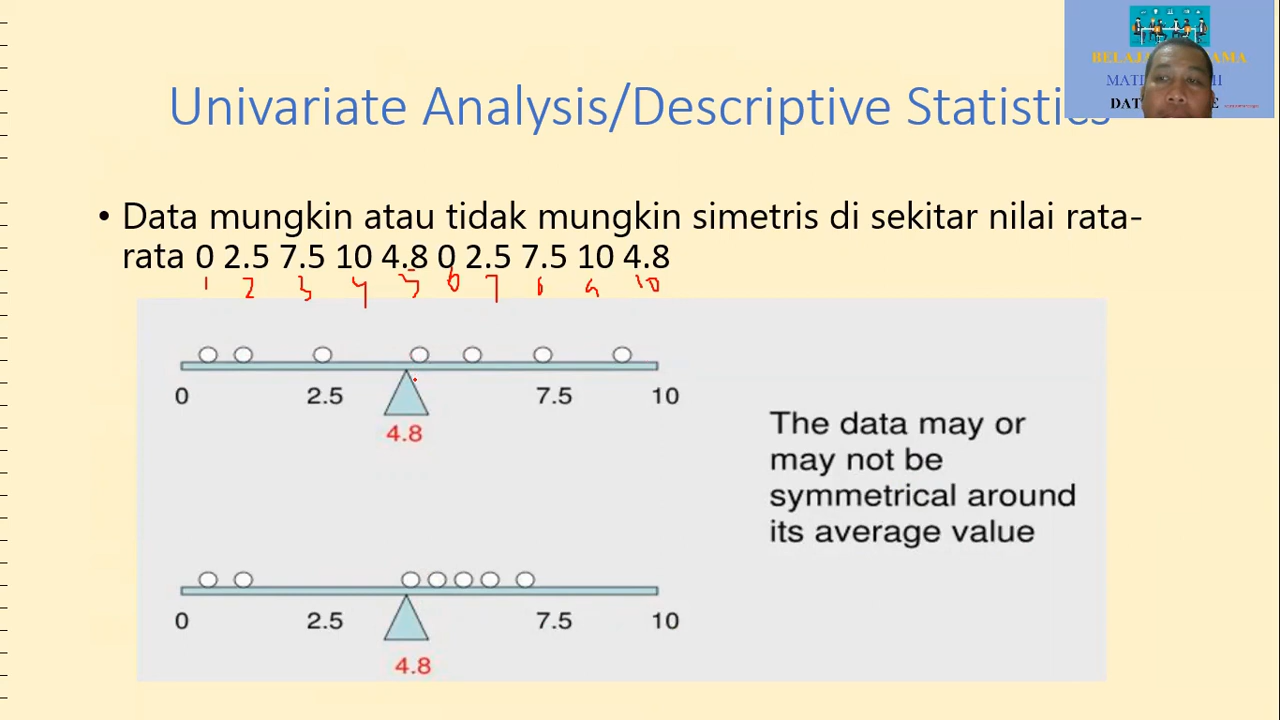 Univariate Analysis/Descriptive Statistics
• Data mungkin atau tidak mungkin simetris di sekitar nilai rata-
rata 0 2.5 7.5 10 4.8 0 2.5 7.5 10 4.8
1 2 3 4 5 6 7 8 9 10
0 2.5 7.5 10
4.8
The data may or
may not be
symmetrical around
its average value
0 2.5 7.5 10
4.8